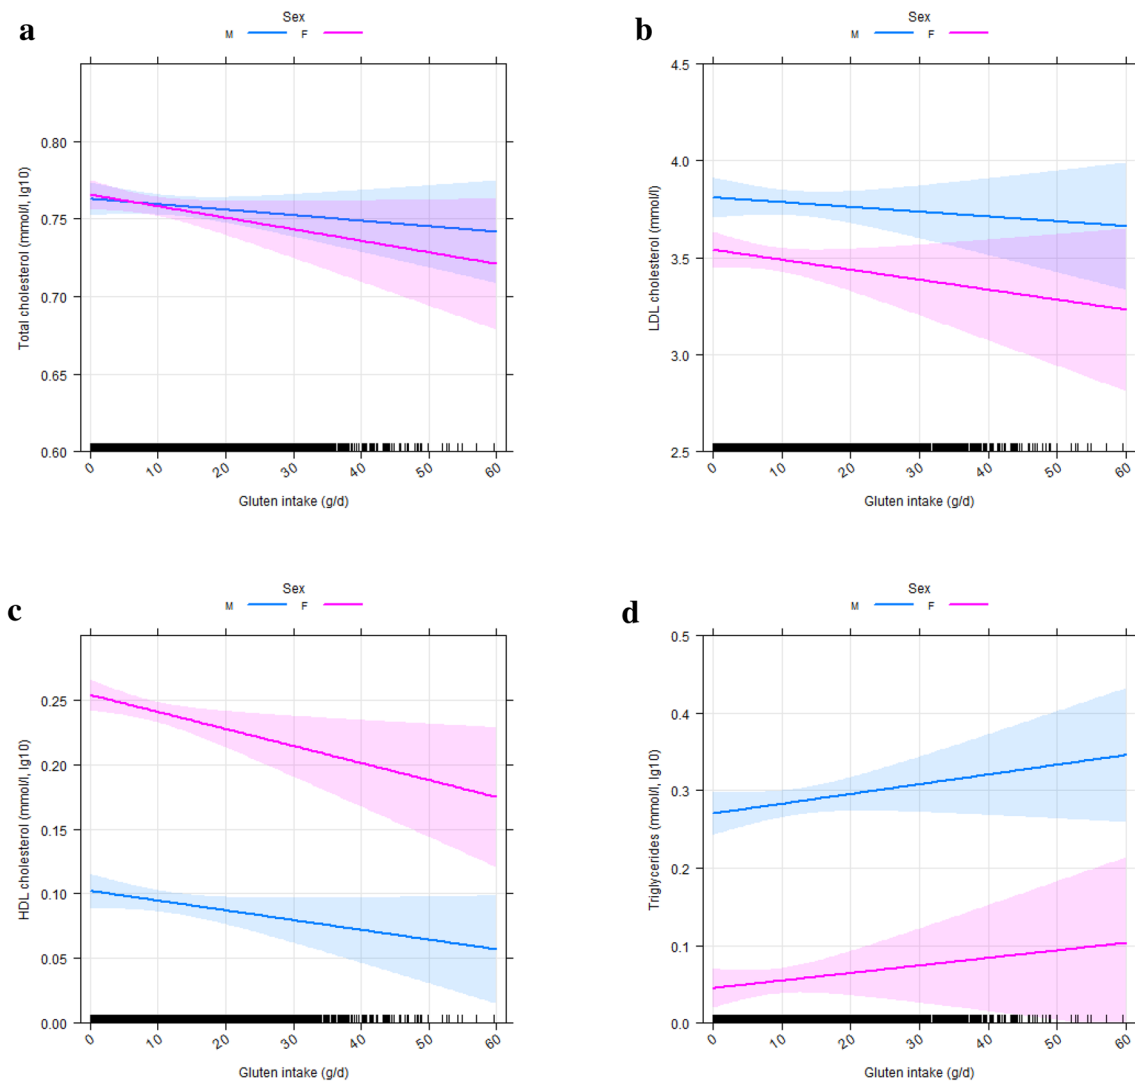 a
Sex
M F
Total cholesterol (mmol/l, lg10)
0.80
0.75
0.70
0.65
0.60
0 10 20 30 40 50 60
Gluten intake (g/d)
b
Sex
M F
LDL cholesterol (mmol/l)
4.5
4.0
3.5
3.0
2.5
0 10 20 30 40 50 60
Gluten intake (g/d)
c
Sex
M F
HDL cholesterol (mmol/l, lg10)
0.25
0.20
0.15
0.10
0.05
0.00
0 10 20 30 40 50 60
Gluten intake (g/d)
d
Sex
M F
Triglycerides (mmol/l, lg10)
0.5
0.4
0.3
0.2
0.1
0.0
0 10 20 30 40 50 60
Gluten intake (g/d)